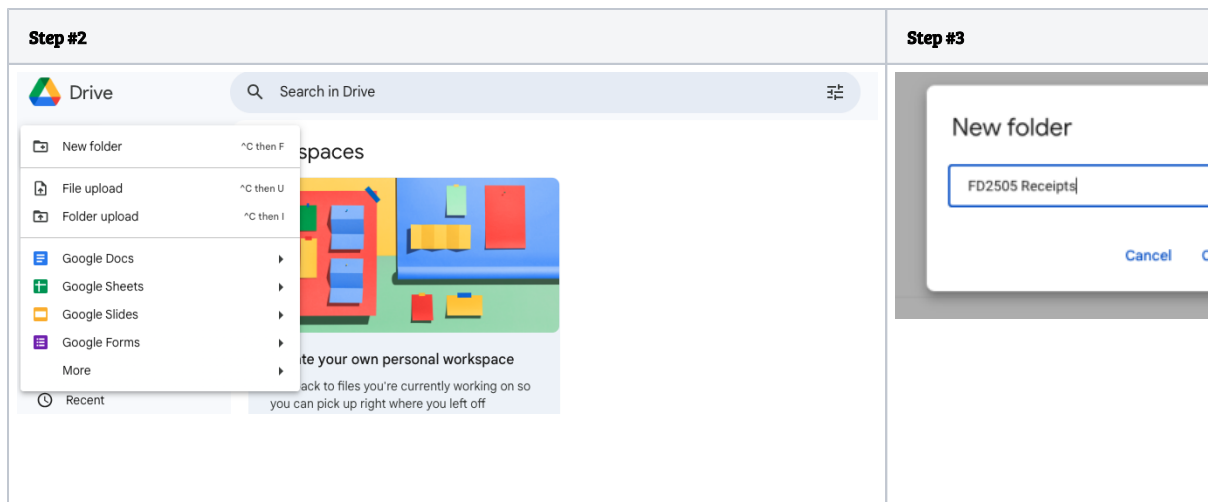 Step #2
Step #3
Drive
Search in Drive
New folder ^C then F
File upload ^C then U
Folder upload ^C then I
Google Docs
Google Sheets
Google Slides
Google Forms
More
Recent
spaces
te your own personal workspace
ack to files you're currently working on so
you can pick up right where you left off
New folder
FD2505 Receipts
Cancel